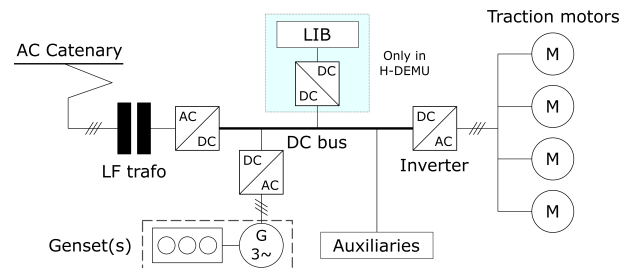 Traction motors
AC Catenary
LIB
Only in
H-DEMU
DC
DC
M
M
M
M
AC
DC
DC
AC
LF trafo
DC bus
Inverter
DC
AC
Genset(s)
G
3~
Auxiliaries